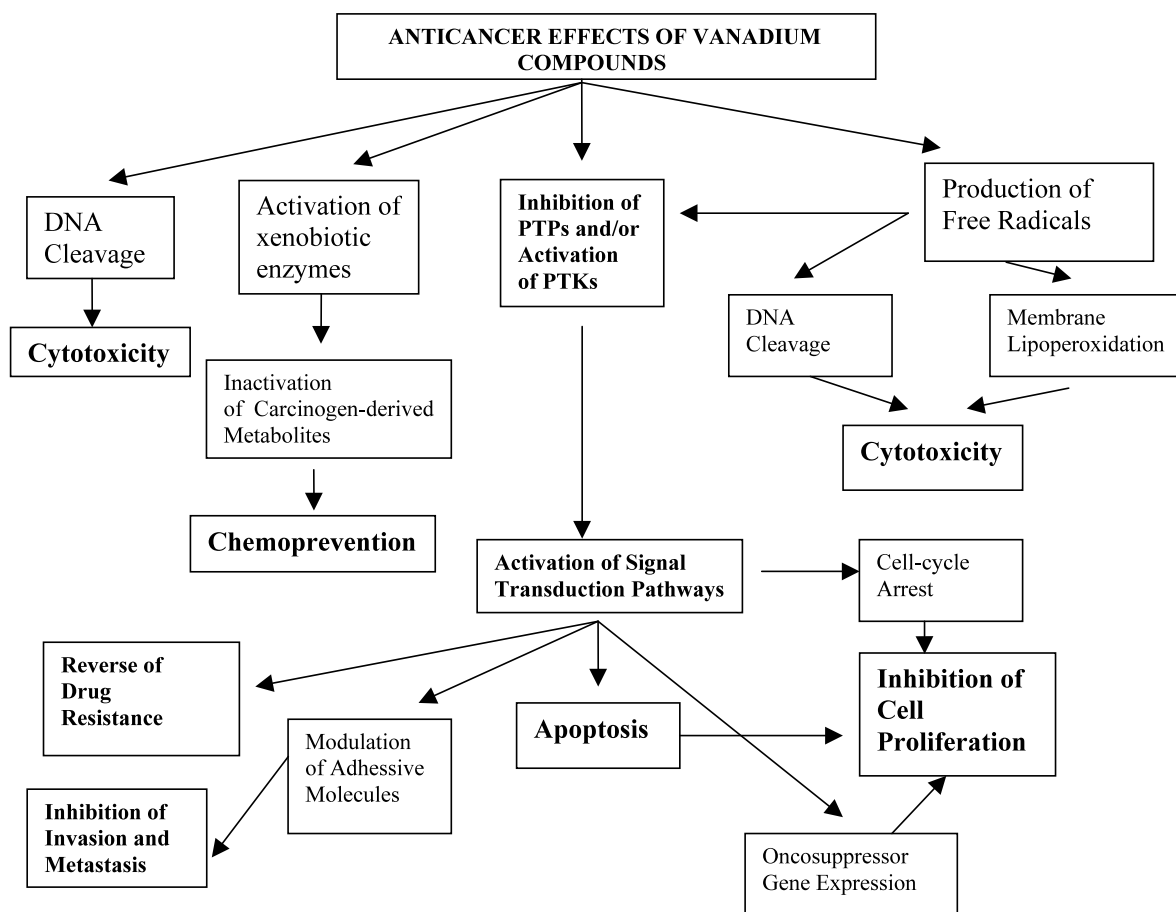 ANTICANCER EFFECTS OF VANADIUM
COMPOUNDS
DNA
Cleavage
Activation of
xenobiotic
enzymes
Inhibition of
PTPs and/or
Activation
of PTKs
Production of
Free Radicals
Cytotoxicity
Inactivation
of Carcinogen-derived
Metabolites
DNA
Cleavage
Membrane
Lipoperoxidation
Cytotoxicity
Chemoprevention
Activation of Signal
Transduction Pathways
Cell-cycle
Arrest
Reverse of
Drug
Resistance
Modulation
of Adhessive
Molecules
Apoptosis
Inhibition of
Cell
Proliferation
Inhibition of
Invasion and
Metastasis
Oncosuppressor
Gene Expression